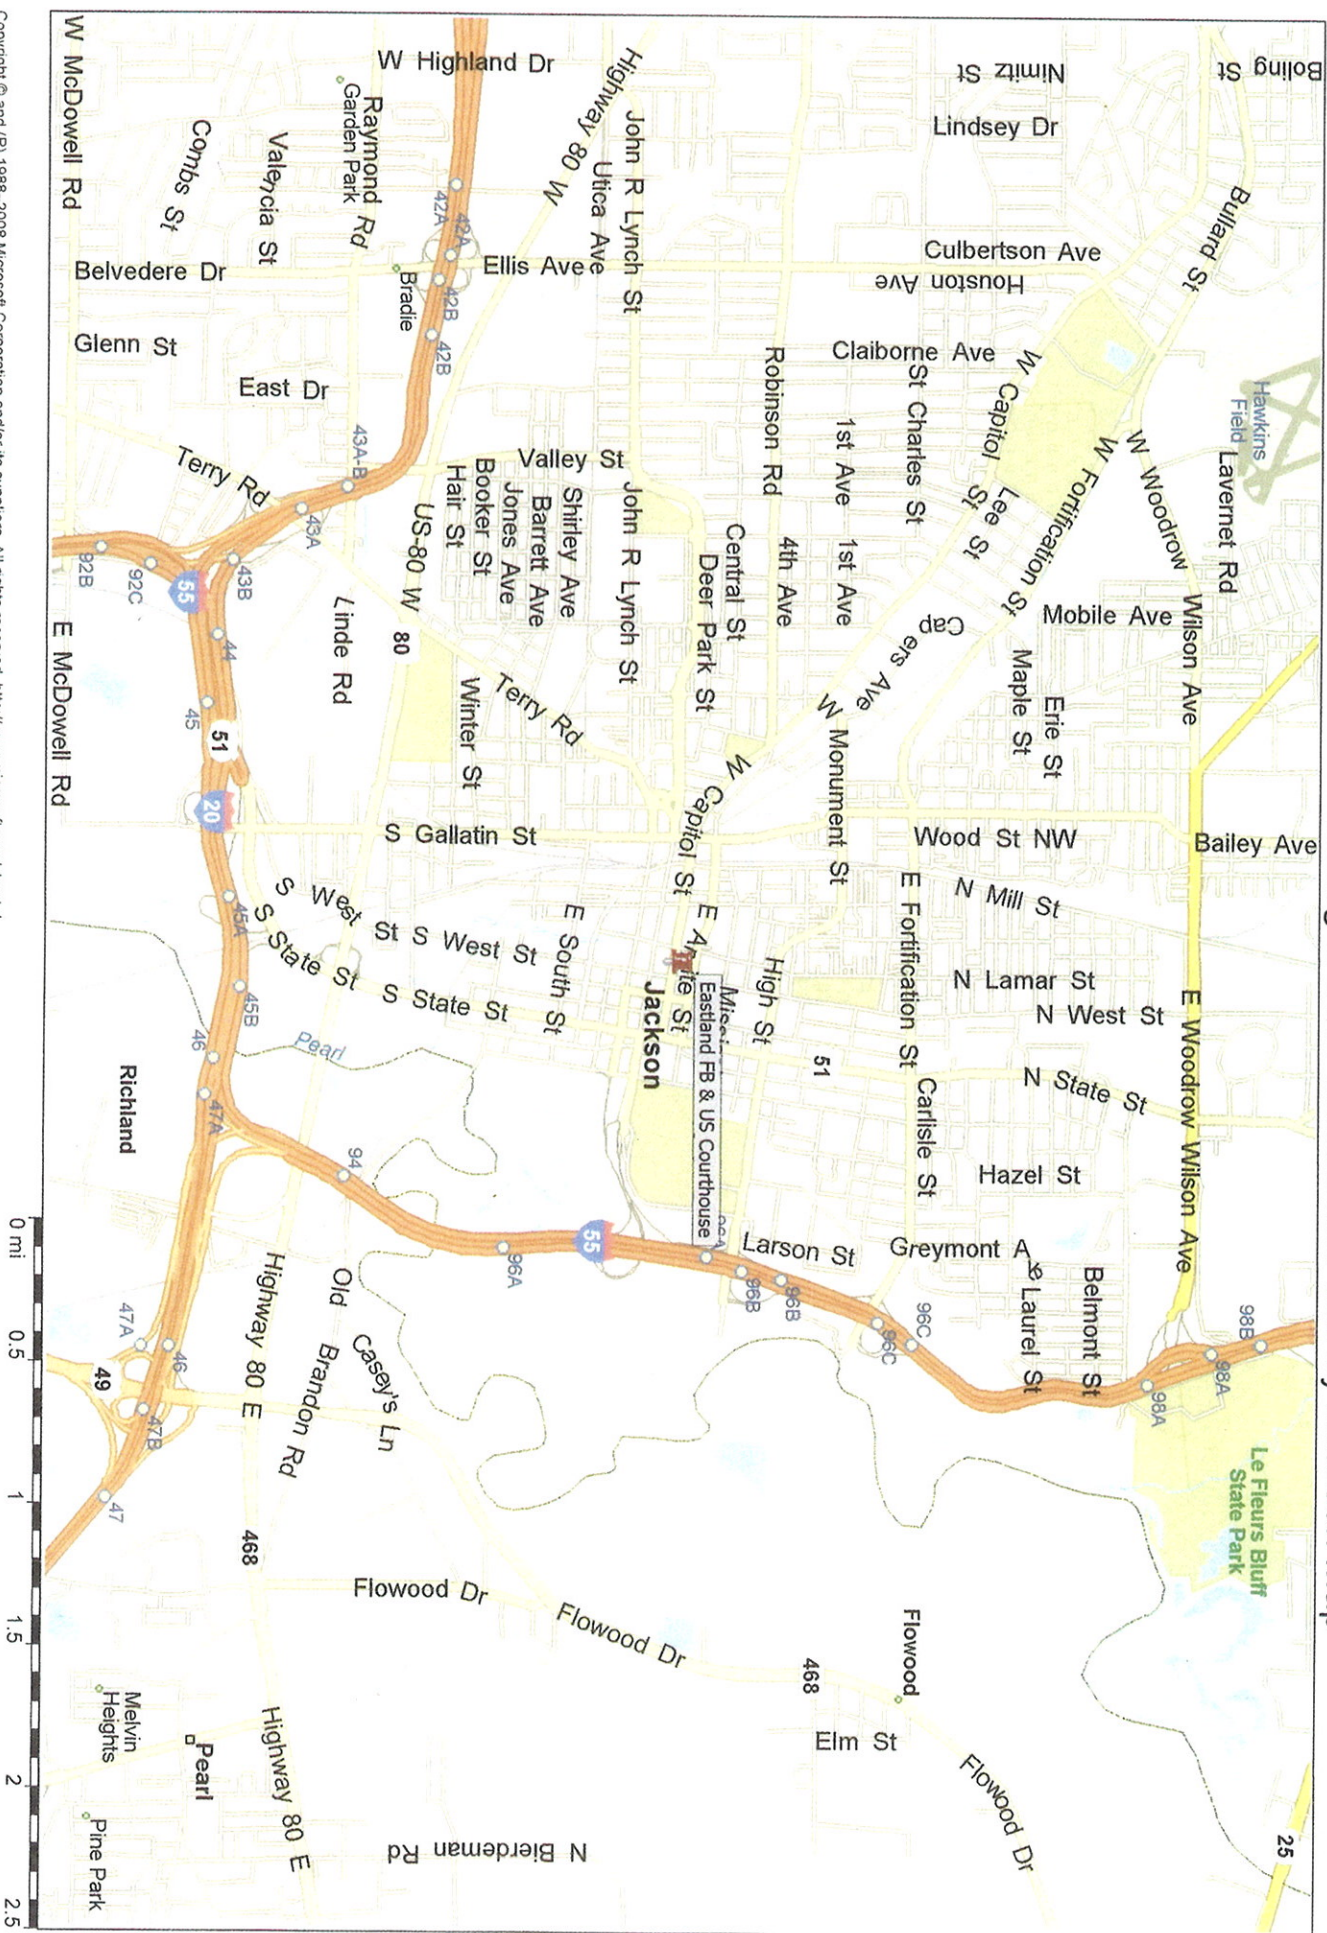 Boling St
Nimitz St
Lindsey Dr
Bullard St
W Highland Dr
Highway 80 W
John R Lynch St
Utica Ave
W McDowell Rd
Raymond Rd
Garden Park
Valencia St
Combs St
42A
42A
42B
42B
Culbertson Ave
Houston Ave
Ellis Ave
Belvedere Dr
Bradie
Glenn St
East Dr
Claiborne Ave
St Charles St
W Capitol St
Robinson Rd
1st Ave
Hawkins
Field
Lavernet Rd
W Woodrow Wilson Ave
W Fortification St
Lee St
43A-B
Terry Rd
43A
Valley St
Hair St
Booker St
Jones Ave
Barrett Ave
Shirley Ave
John R Lynch St
US-80 W
80
Central St
Deer Park St
4th Ave
1st Ave
Capers Ave
Mobile Ave
Maple St
Erie St
92B
92C
55
43B
44
45
51
20
E McDowell Rd
Linde Rd
Winter St
Terry Rd
W Capitol St
W Monument St
Wood St NW
Bailey Ave
S Gallatin St
N Mill St
S West St
S West St
S State St
S State St
E South St
E Amite St
High St
E Fortification St
N Lamar St
N West St
E Woodrow Wilson Ave
Jackson
Eastland FB & US Courthouse
51
N State St
Carlisle St
Hazel St
45A
45B
46
47A
Pearl
Richland
94
96A
55
Larson St
Greymont Ave
Laurel St
Belmont St
96B
96B
96C
96C
98B
98A
98A
Le Fleurs Bluff
State Park
Highway 80 E
Old Brandon Rd
Casey's Ln
47A
46
49
47B
47
468
Flowood Dr
Flowood Dr
468
Flowood
Elm St
Flowood Dr
25
Melvin
Heights
Pearl
Highway 80 E
Pine Park
N Bierdeman Rd
0 mi
0.5
1
1.5
2
2.5